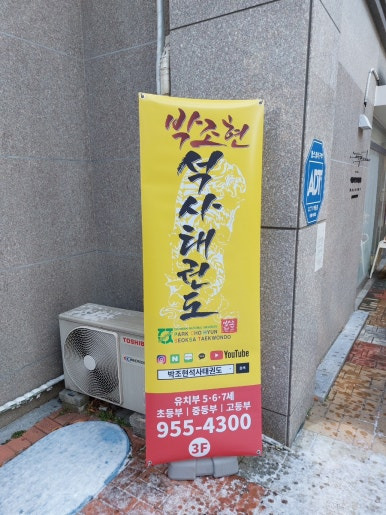 박조현
석사태권도
PARK CHO HYUN
SEOKSA TAEKWONDO
YouTube
박조현석사태권도
유치부 5·6·7세
초등부 | 중등부 | 고등부
955-4300
3F
TOSHIBA
ADT